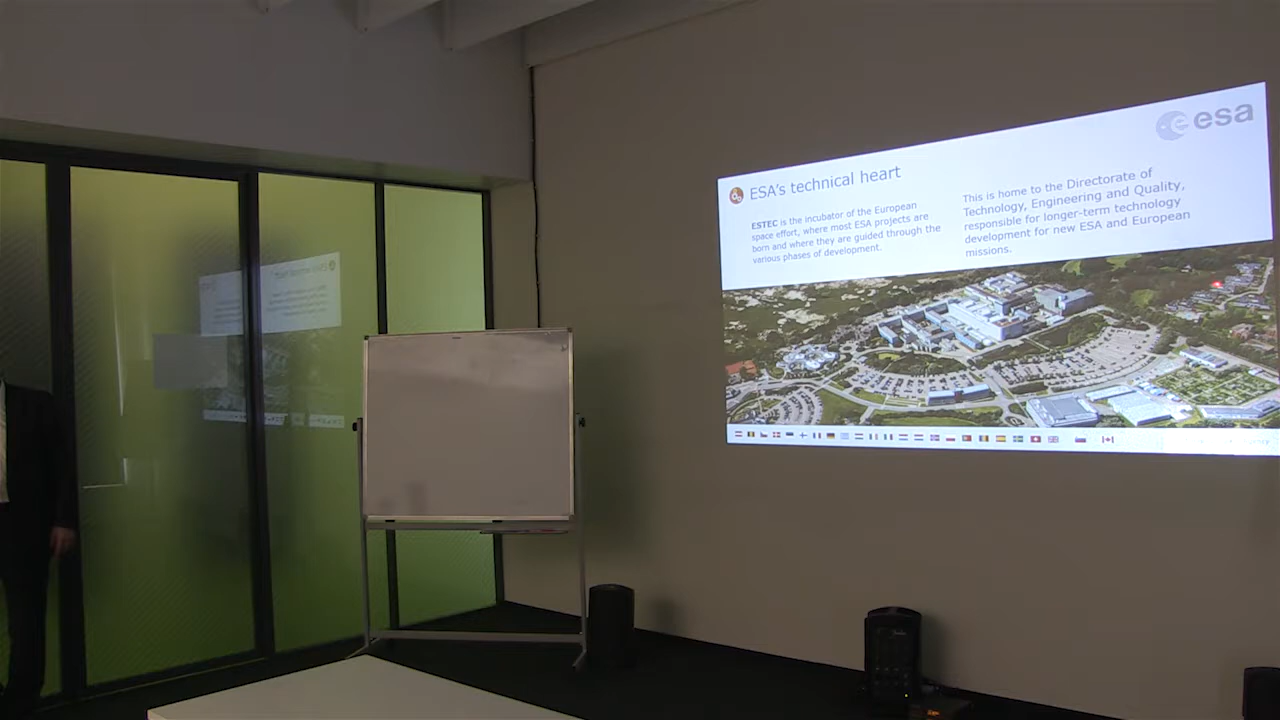 esa
ESA's technical heart
ESTEC is the incubator of the European
space effort, where most ESA projects are
born and where they are guided through the
various phases of development.
This is home to the Directorate of
Technology, Engineering and Quality,
responsible for longer-term technology
development for new ESA and European
missions.